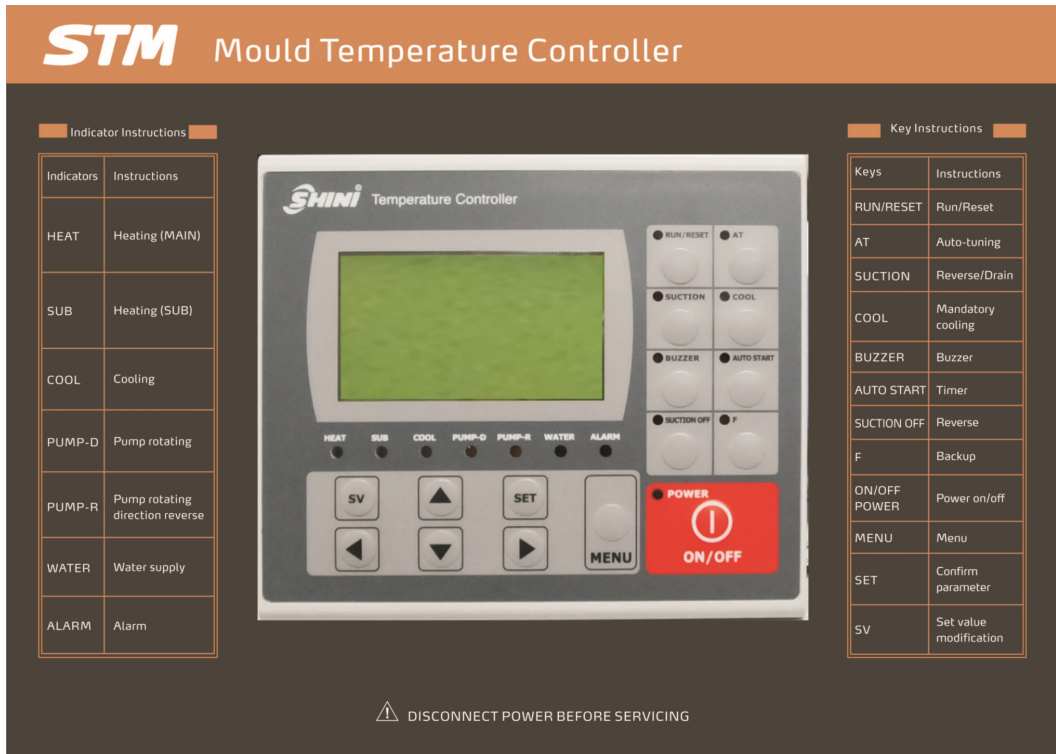 STM Mould Temperature Controller
Indicator Instructions
Indicators Instructions
HEAT Heating (MAIN)
SUB Heating (SUB)
COOL Cooling
PUMP-D Pump rotating
PUMP-R Pump rotating
direction reverse
WATER Water supply
ALARM Alarm
SHINI Temperature Controller
RUN/RESET AT
SUCTION COOL
BUZZER AUTO START
SUCTION OFF F
HEAT SUB COOL PUMP-D PUMP-R WATER ALARM
SV SET
MENU
POWER
ON/OFF
Key Instructions
Keys Instructions
RUN/RESET Run/Reset
AT Auto-tuning
SUCTION Reverse/Drain
COOL Mandatory
cooling
BUZZER Buzzer
AUTO START Timer
SUCTION OFF Reverse
F Backup
ON/OFF
POWER Power on/off
MENU Menu
SET Confirm
parameter
SV Set value
modification
DISCONNECT POWER BEFORE SERVICING